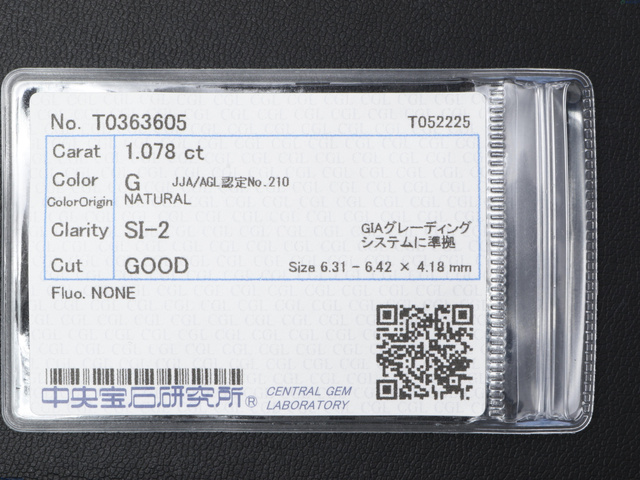 No. T0363605 T052225
Carat 1.078 ct
Color G JJA/AGL認定No.210
ColorOrigin NATURAL
Clarity SI-2 GIAグレーディング
システムに準拠
Cut GOOD Size 6.31 - 6.42 × 4.18 mm
Fluo. NONE
中央宝石研究所® CENTRAL GEM
LABORATORY